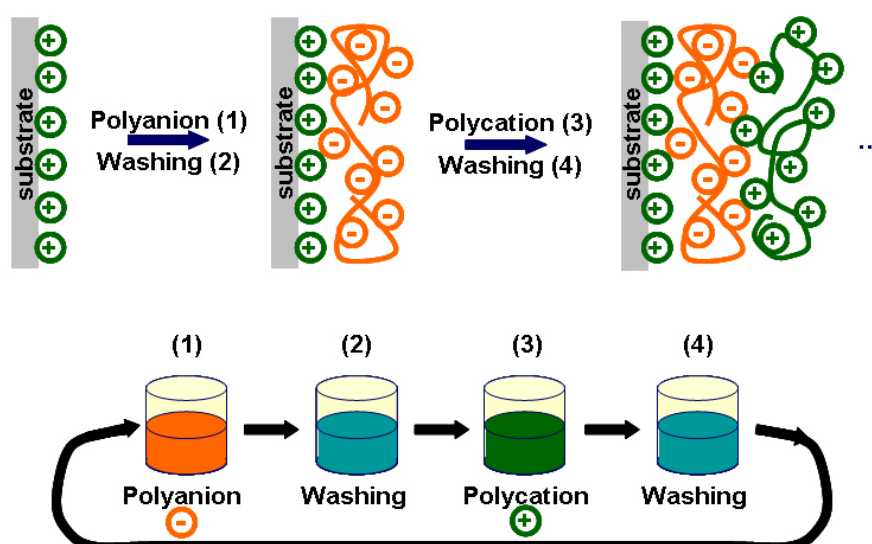 substrate
Polyanion (1)
Washing (2)
substrate
Polycation (3)
Washing (4)
substrate
..
(1) (2) (3) (4)
Polyanion Washing Polycation Washing